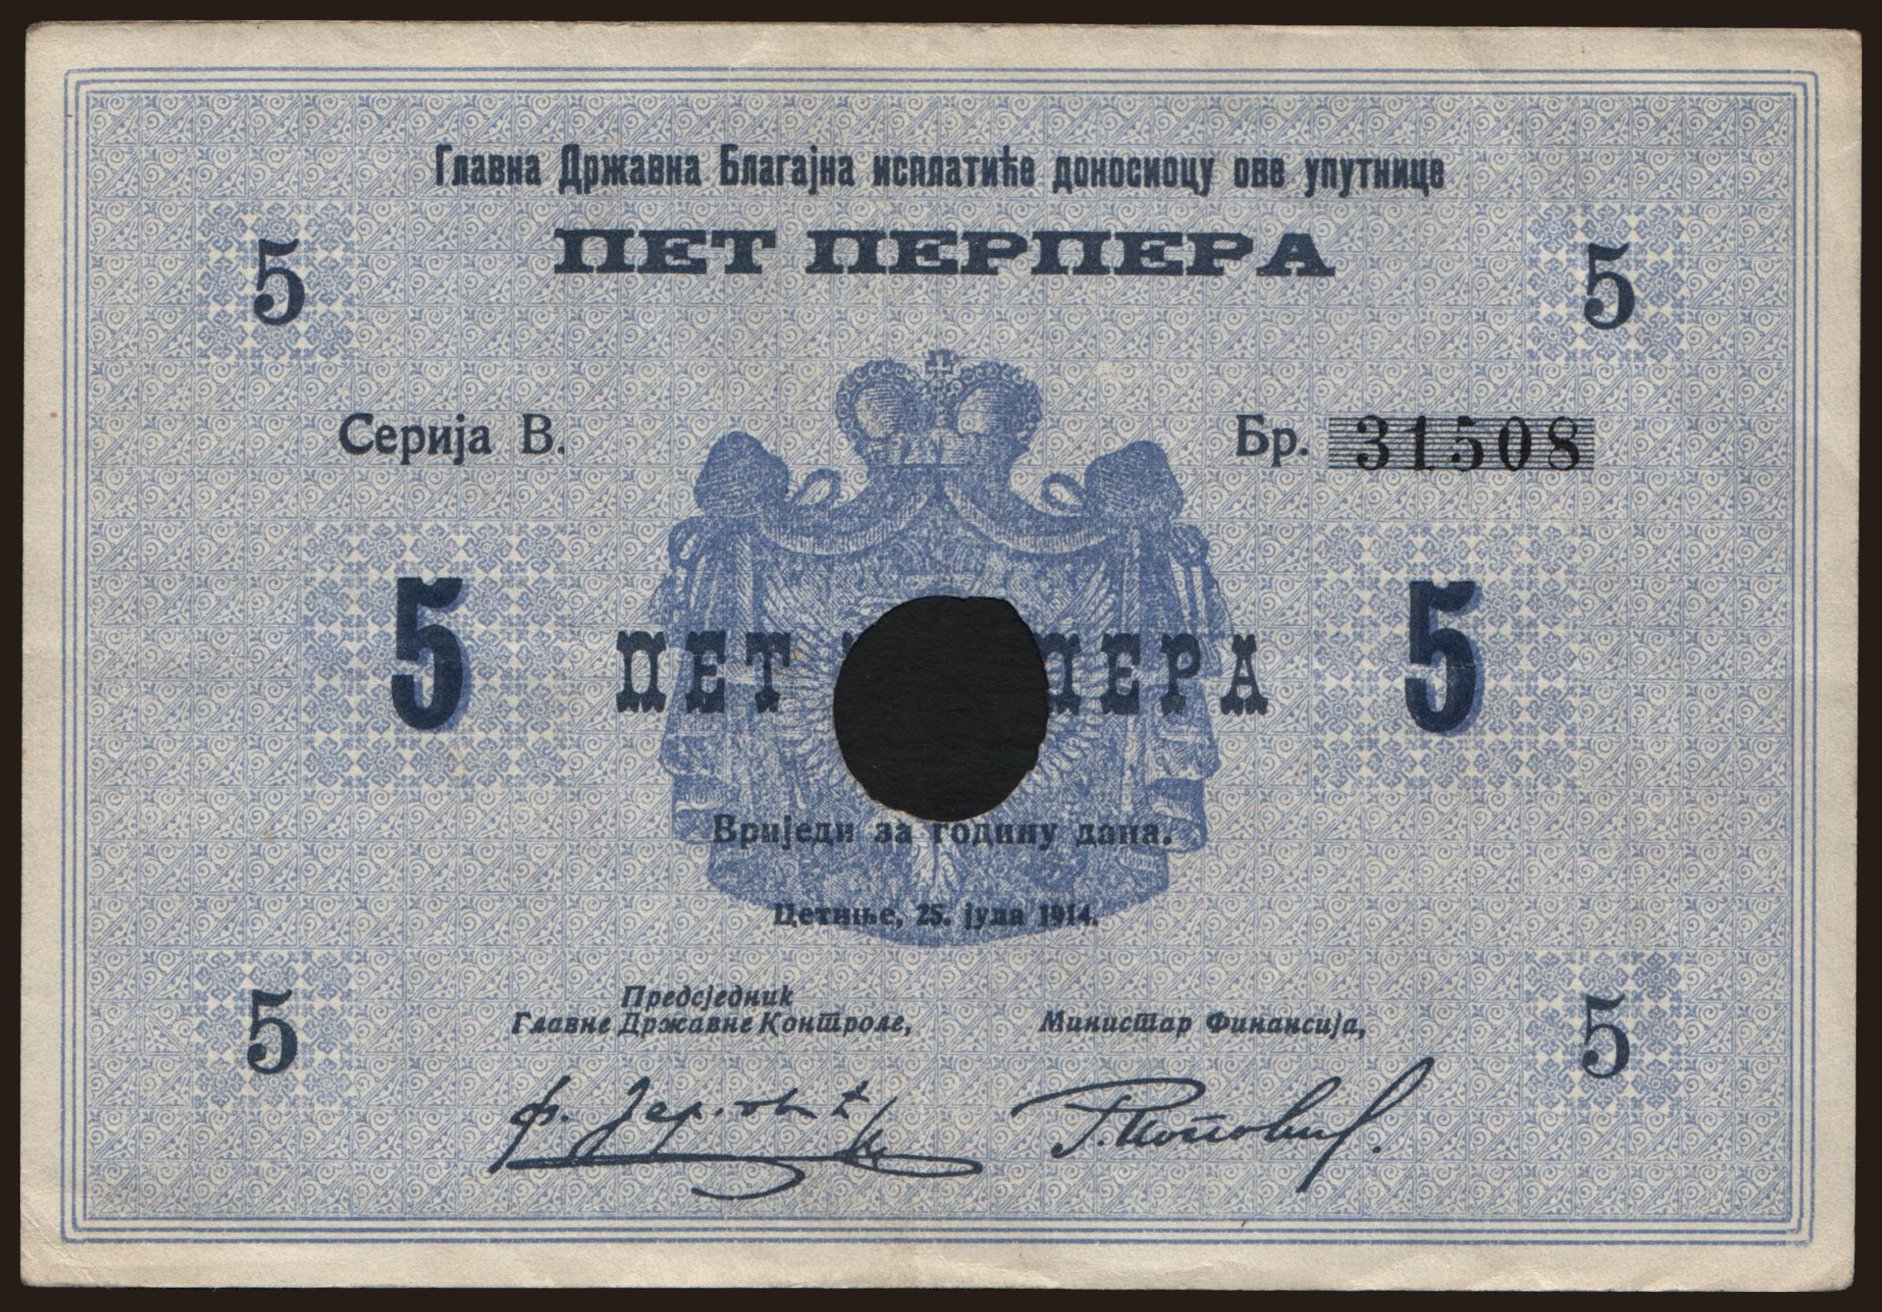 Главна Државна Благајна исплатиће доносиоцу ове упутнице
ПЕТ ПЕРПЕРА
5 5
Серија В. Бр. 31508
5 ПЕТ ПЕРА 5
Вриједи за годину дана.
Цетиње, 25. јула 1914.
Предсједник
Главне Државне Контроле, Министар Финансија,
5 5
Г. Поповић.